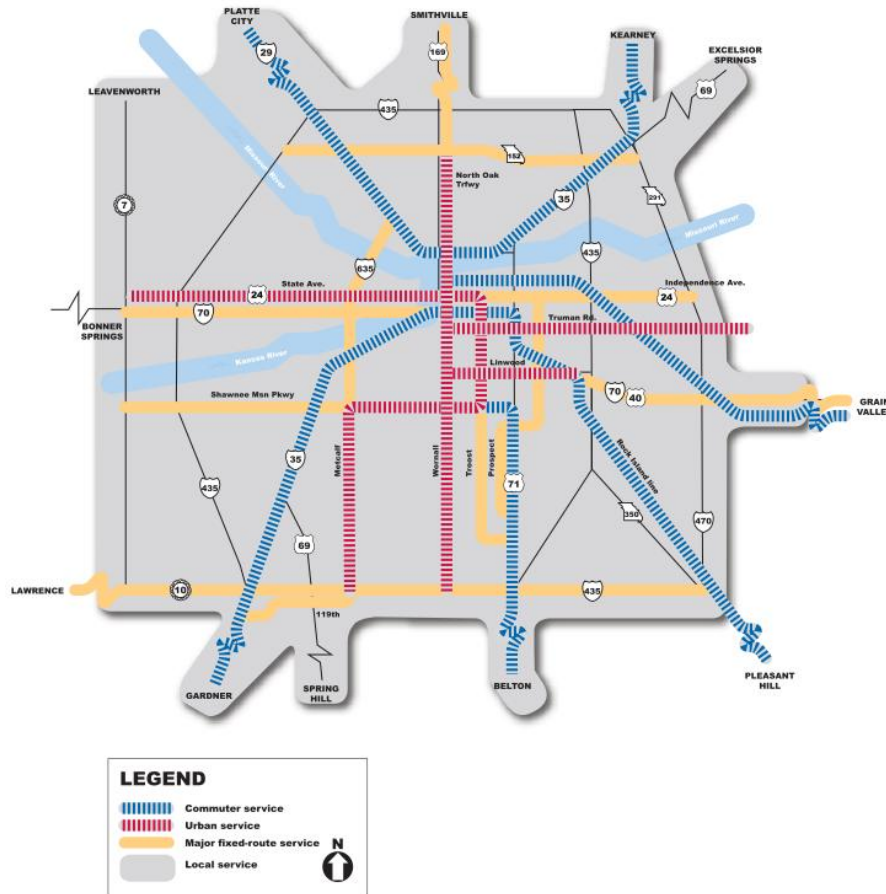 PLATTE
CITY
SMITHVILLE
KEARNEY
EXCELSIOR
SPRINGS
29
169
69
LEAVENWORTH
435
Missouri River
152
North Oak
Trfwy
35
291
7
Missouri River
635
435
State Ave.
24
Independence Ave.
24
70
Truman Rd.
BONNER
SPRINGS
Kansas River
Linwood
70
40
GRAIN
VALLE
Shawnee Msn Pkwy
35
Metcalf
Wornall
Troost
Prospect
71
Rock Island line
435
350
470
69
LAWRENCE
10
435
119th
GARDNER
SPRING
HILL
BELTON
PLEASANT
HILL
LEGEND
Commuter service
Urban service
Major fixed-route service
Local service
N